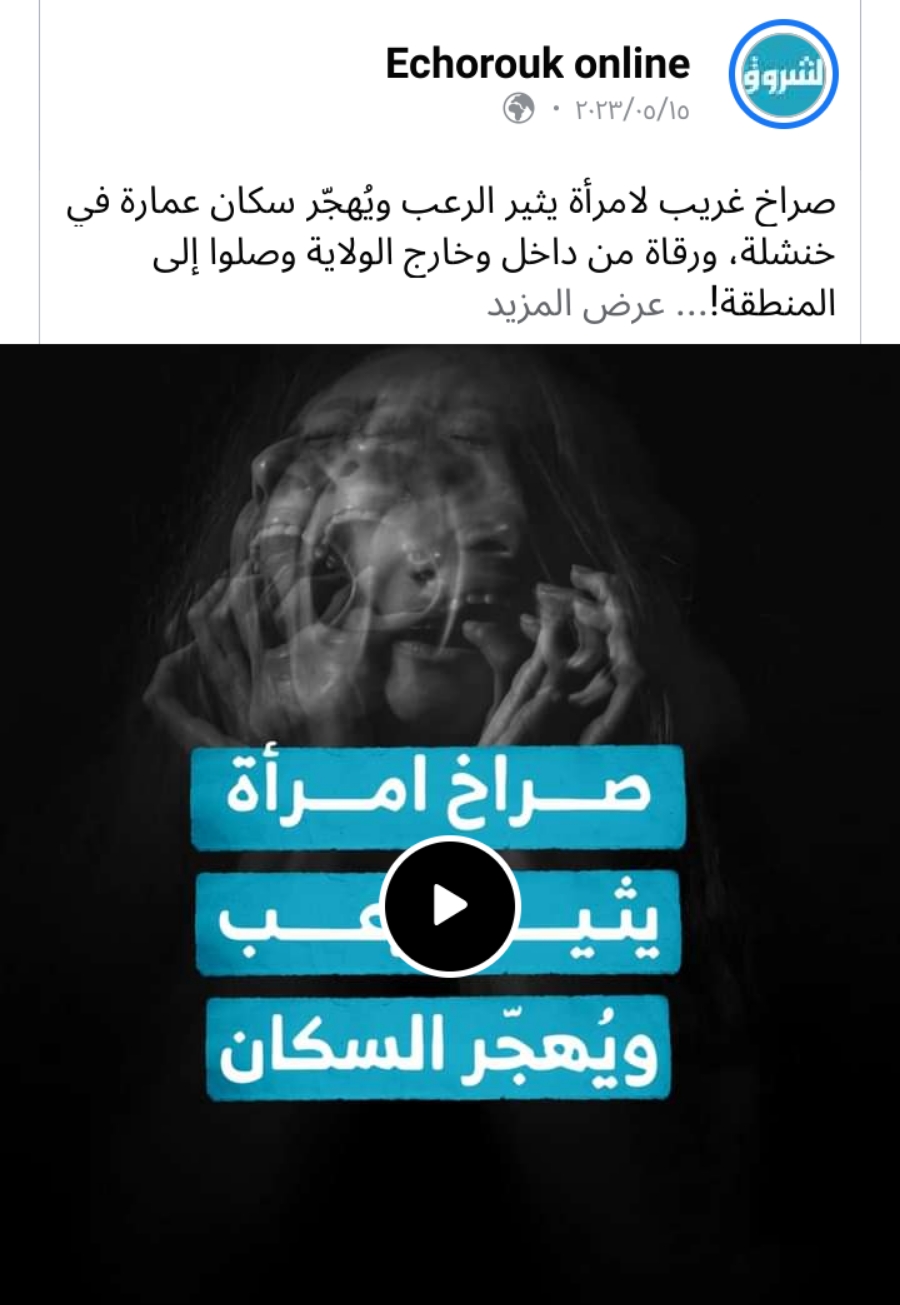 Echorouk online
الشروق
٢٠٢٣/٠٥/١٥ •
صراخ غريب لامرأة يثير الرعب ويُهجّر سكان عمارة في
خنشلة، ورقاة من داخل وخارج الولاية وصلوا إلى
المنطقة!... عرض المزيد
صـــراخ امـــرأة
يثيـــر
ويُهجّر السكان